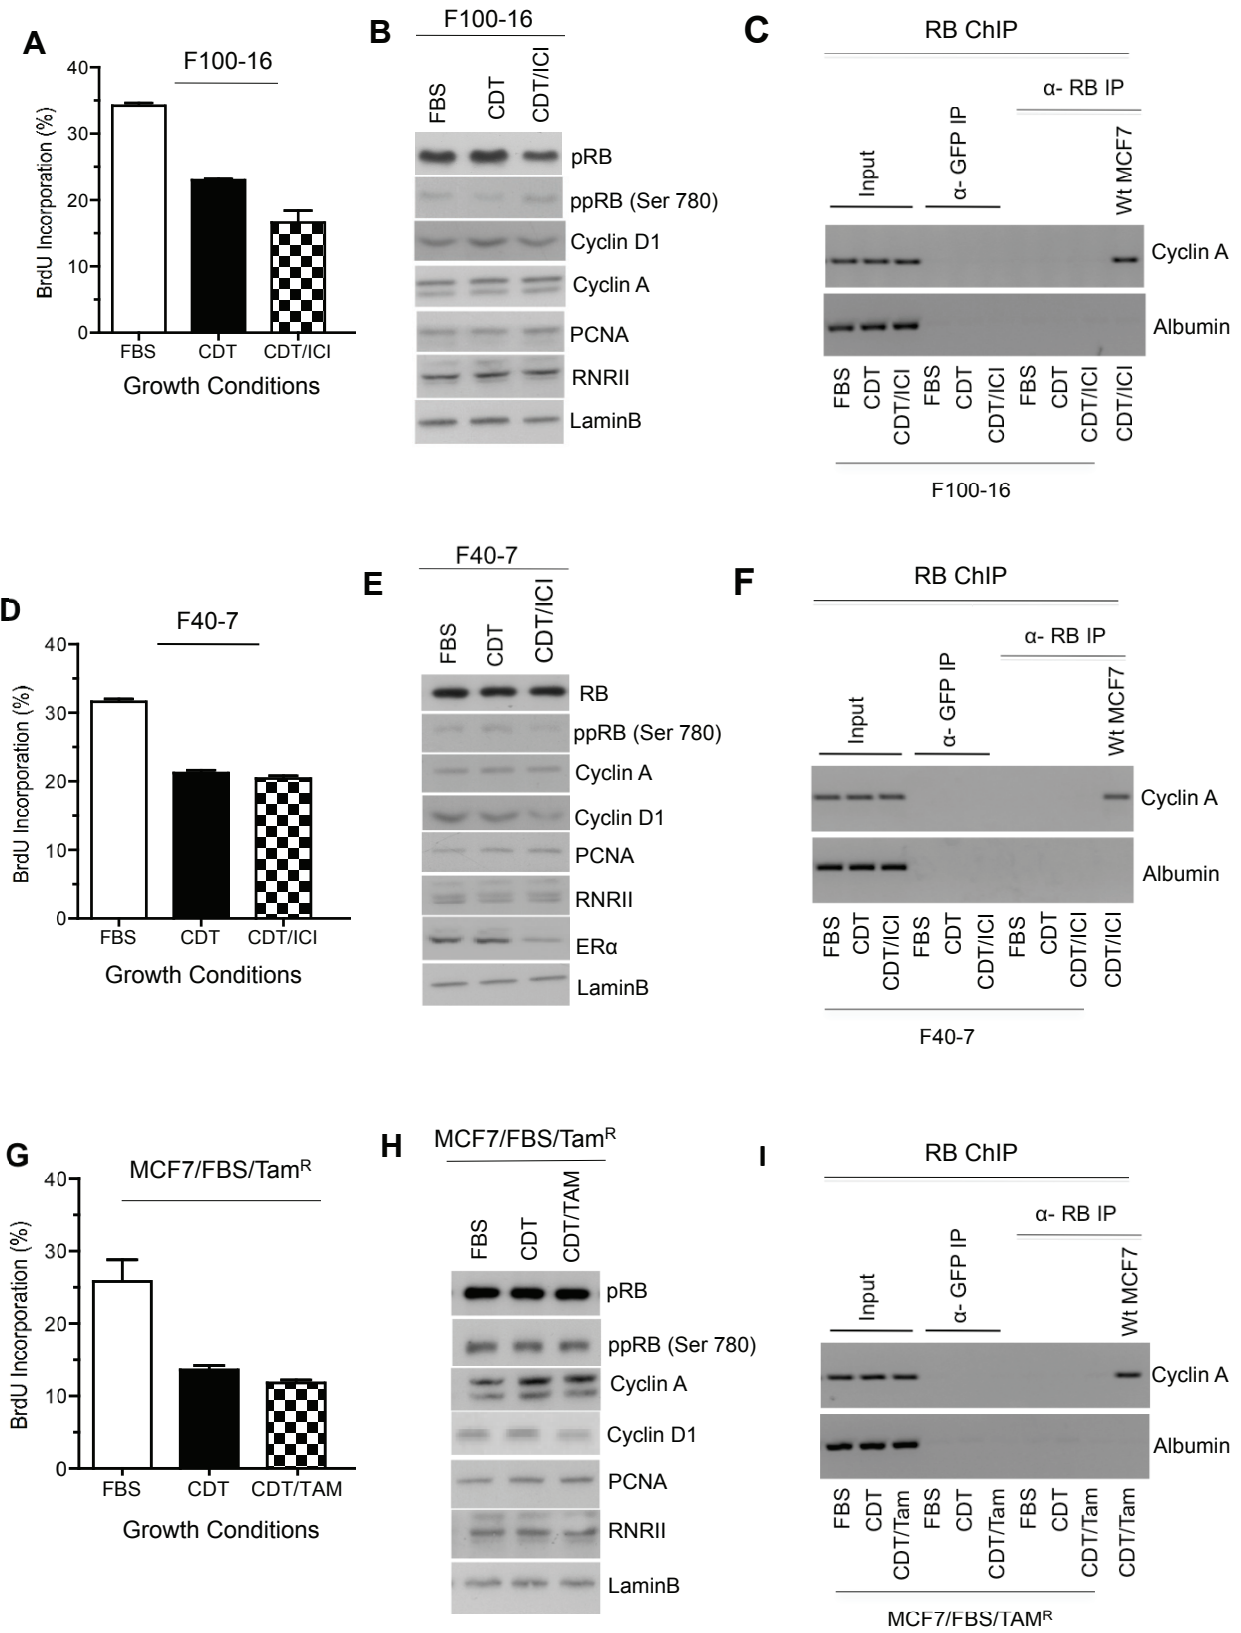 A
F100-16
BrdU Incorporation (%)
40
30
20
10
0
FBS CDT CDT/ICI
Growth Conditions
B
F100-16
FBS CDT CDT/ICI
pRB
ppRB (Ser 780)
Cyclin D1
Cyclin A
PCNA
RNRII
LaminB
C
RB ChIP
α- RB IP
Input α- GFP IP Wt MCF7
Cyclin A
Albumin
FBS CDT CDT/ICI FBS CDT CDT/ICI FBS CDT CDT/ICI CDT/ICI
F100-16
D
F40-7
BrdU Incorporation (%)
40
30
20
10
0
FBS CDT CDT/ICI
Growth Conditions
E
F40-7
FBS CDT CDT/ICI
RB
ppRB (Ser 780)
Cyclin A
Cyclin D1
PCNA
RNRII
ERα
LaminB
F
RB ChIP
α- RB IP
Input α- GFP IP Wt MCF7
Cyclin A
Albumin
FBS CDT CDT/ICI FBS CDT CDT/ICI FBS CDT CDT/ICI CDT/ICI
F40-7
G
MCF7/FBS/Tam^R
BrdU Incorporation (%)
40
30
20
10
0
FBS CDT CDT/TAM
Growth Conditions
H
MCF7/FBS/Tam^R
FBS CDT CDT/TAM
pRB
ppRB (Ser 780)
Cyclin A
Cyclin D1
PCNA
RNRII
LaminB
I
RB ChIP
α- RB IP
Input α- GFP IP Wt MCF7
Cyclin A
Albumin
FBS CDT CDT/Tam FBS CDT CDT/Tam FBS CDT CDT/Tam CDT/Tam
MCF7/FBS/TAM^R